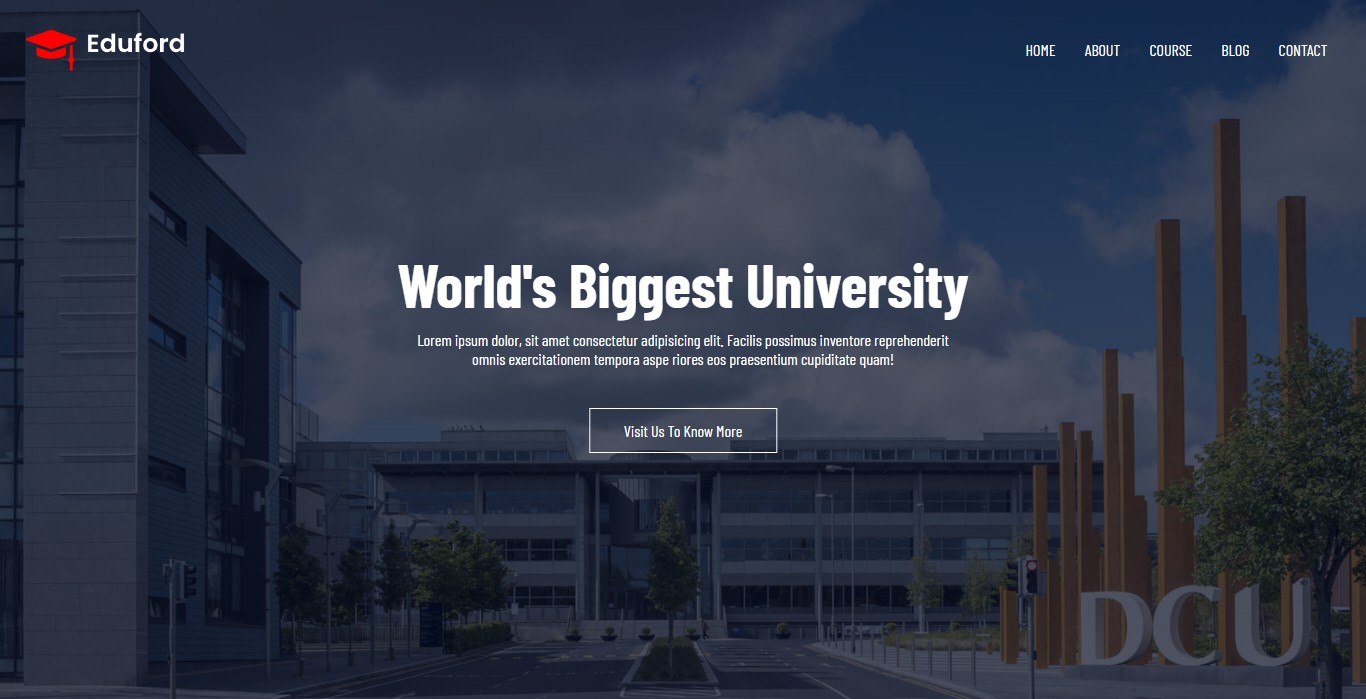 Eduford
HOME ABOUT COURSE BLOG CONTACT
World's Biggest University
Lorem ipsum dolor, sit amet consectetur adipisicing elit. Facilis possimus inventore reprehenderit
omnis exercitationem tempora aspe riores eos praesentium cupiditate quam!
Visit Us To Know More
DCU